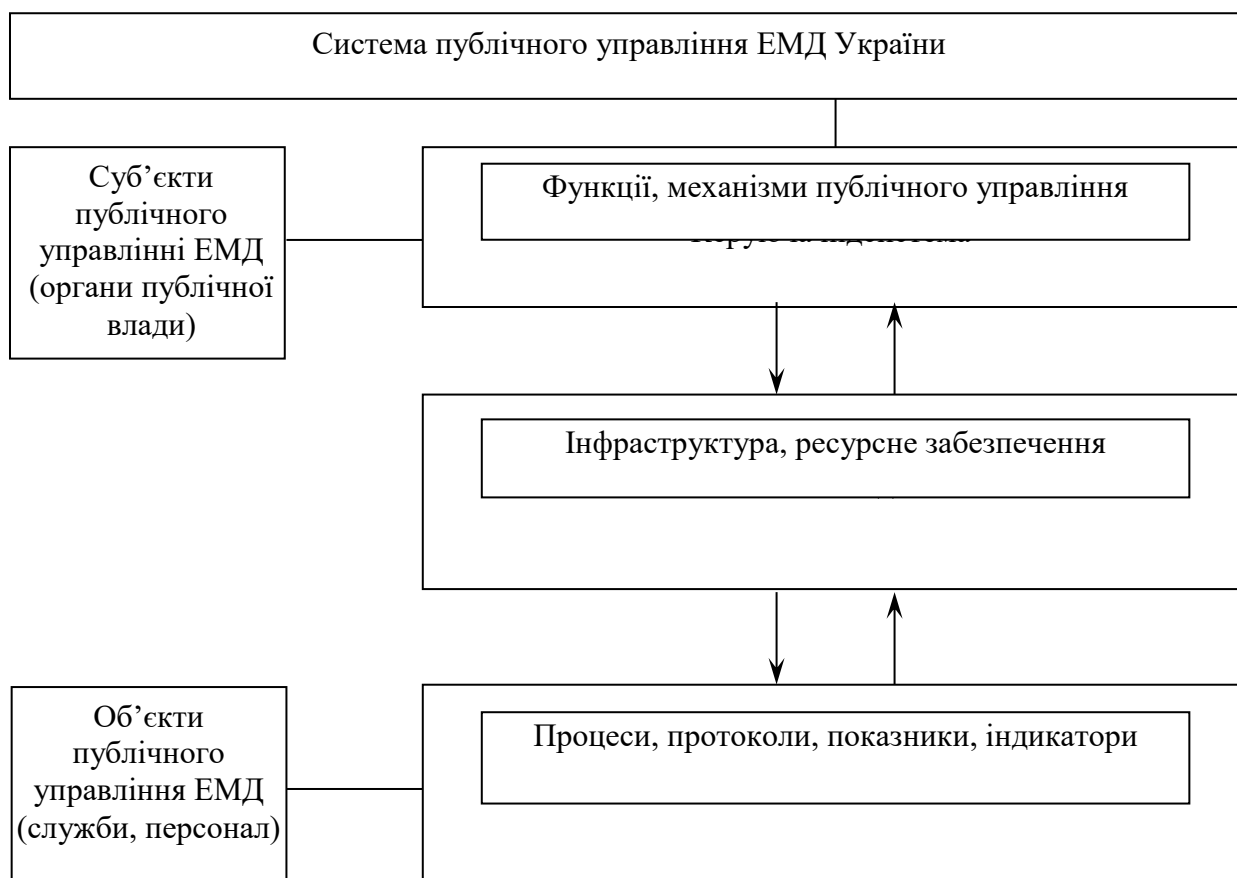 Система публічного управління ЕМД України
Суб’єкти
публічного
управлінні ЕМД
(органи публічної
влади)
Функції, механізми публічного управління
Інфраструктура, ресурсне забезпечення
Об’єкти
публічного
управління ЕМД
(служби, персонал)
Процеси, протоколи, показники, індикатори